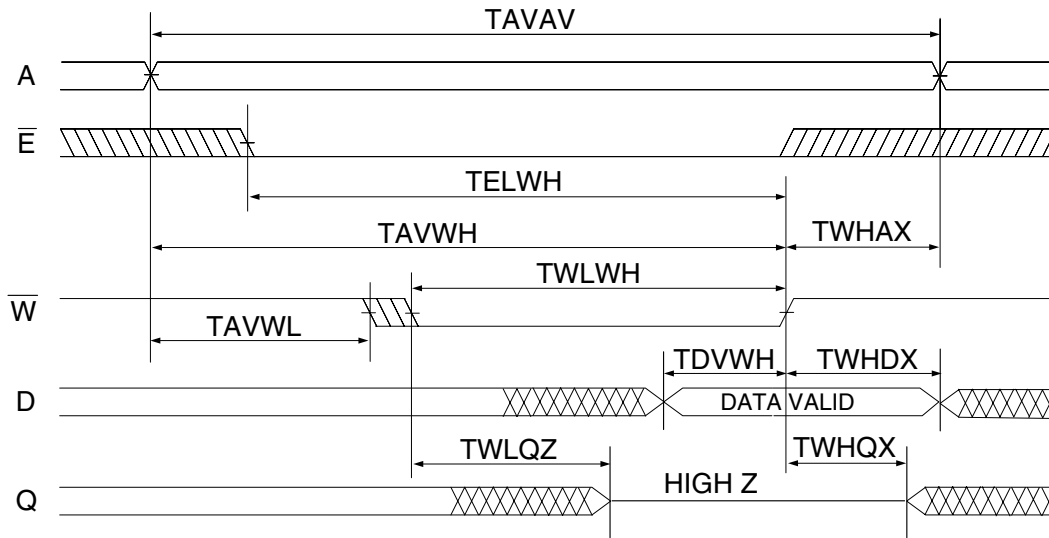 TAVAV
A
E̅
TELWH
TAVWH TWHAX
TWLWH
W̅
TAVWL
TDVWH TWHDX
D DATA VALID
TWLQZ TWHQX
Q HIGH Z